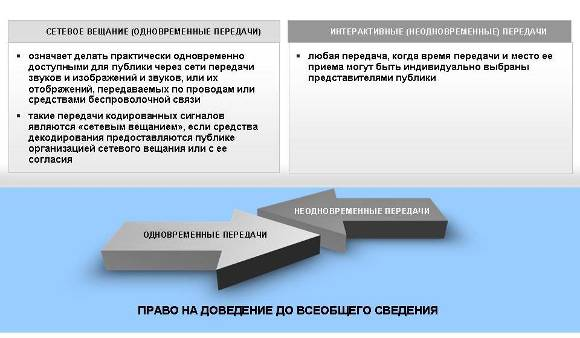 СЕТЕВОЕ ВЕЩАНИЕ (ОДНОВРЕМЕННЫЕ ПЕРЕДАЧИ)
▪ означает делать практически одновременно
доступными для публики через сети передачи
звуков и изображений и звуков, или их
отображений, передаваемых по проводам или
средствами беспроволочной связи
▪ такие передачи кодированных сигналов
являются «сетевым вещанием», если средства
декодирования предоставляются публике
организацией сетевого вещания или с ее
согласия
ИНТЕРАКТИВНЫЕ (НЕОДНОВРЕМЕННЫЕ) ПЕРЕДАЧИ
▪ любая передача, когда время передачи и место ее
приема могут быть индивидуально выбраны
представителями публики
НЕОДНОВРЕМЕННЫЕ ПЕРЕДАЧИ
ОДНОВРЕМЕННЫЕ ПЕРЕДАЧИ
ПРАВО НА ДОВЕДЕНИЕ ДО ВСЕОБЩЕГО СВЕДЕНИЯ